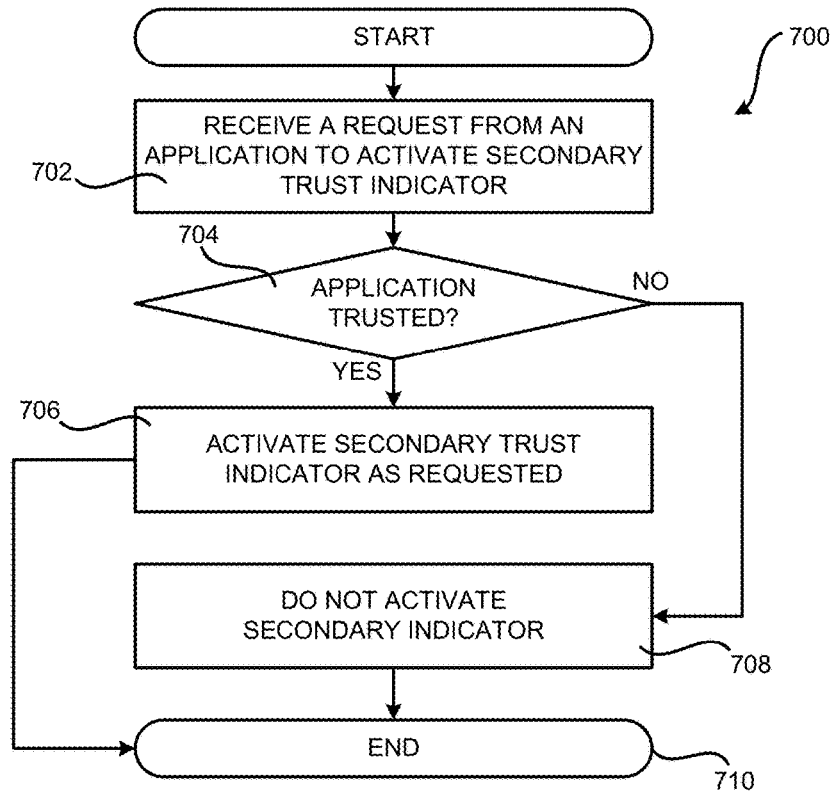 START
700
RECEIVE A REQUEST FROM AN
APPLICATION TO ACTIVATE SECONDARY
TRUST INDICATOR
702
704
APPLICATION
TRUSTED?
NO
YES
706
ACTIVATE SECONDARY TRUST
INDICATOR AS REQUESTED
DO NOT ACTIVATE
SECONDARY INDICATOR
708
END
710